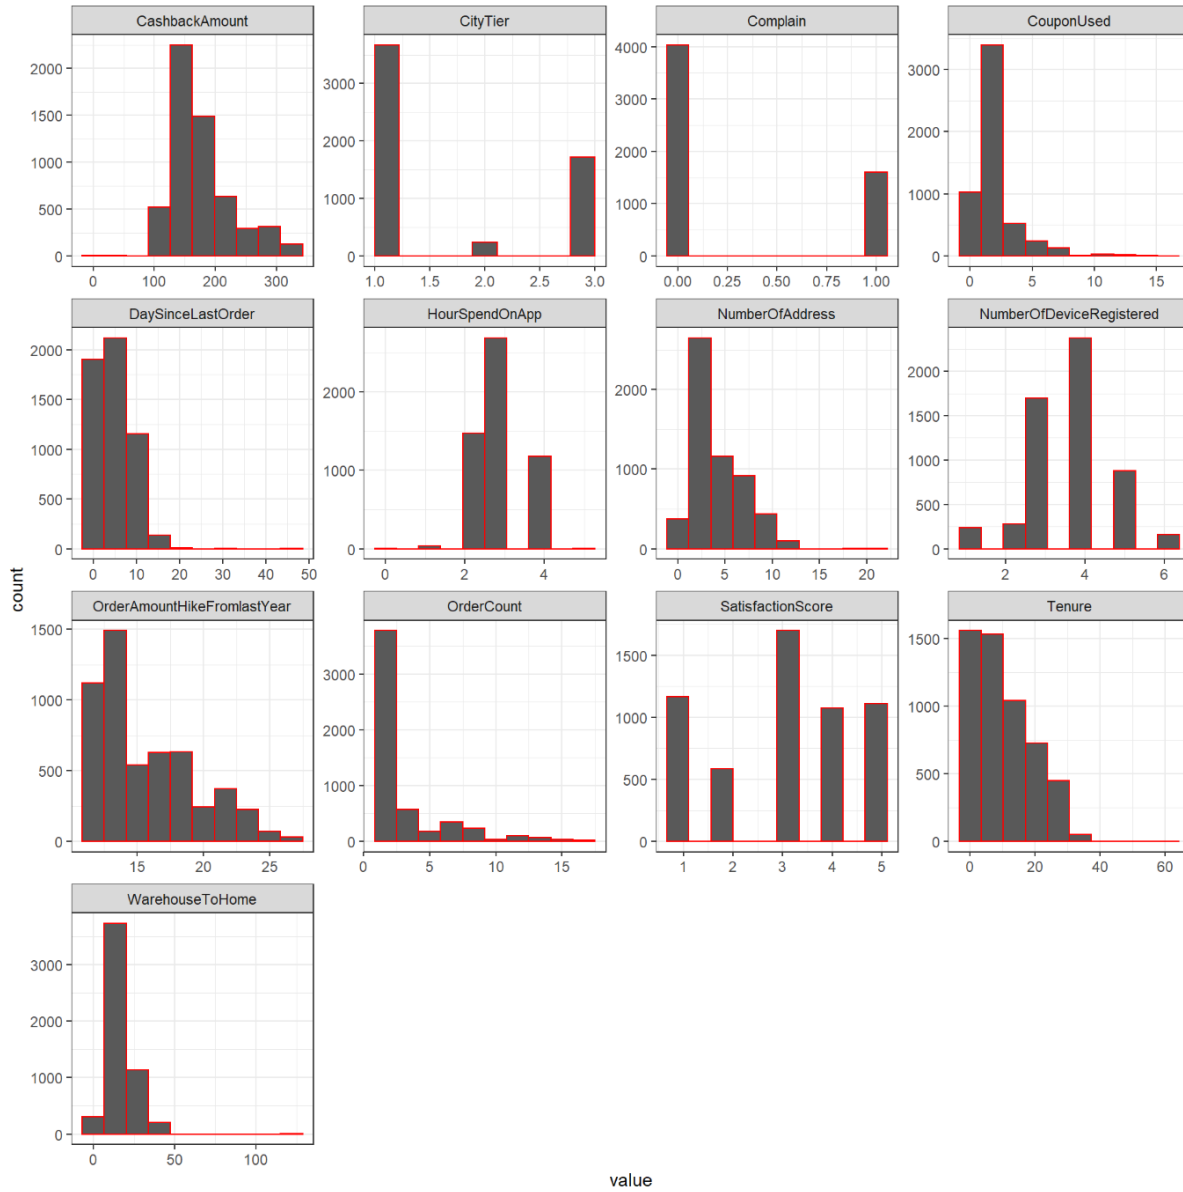 CashbackAmount
CityTier
Complain
CouponUsed
2000
1500
1000
500
0
0 100 200 300
3000
2000
1000
0
1.0 1.5 2.0 2.5 3.0
4000
3000
2000
1000
0
0.00 0.25 0.50 0.75 1.00
3000
2000
1000
0
0 5 10 15
DaySinceLastOrder
HourSpendOnApp
NumberOfAddress
NumberOfDeviceRegistered
2000
1500
1000
500
0
0 10 20 30 40 50
2000
1000
0
0 2 4
2000
1000
0
0 5 10 15 20
2000
1500
1000
500
0
2 4 6
count
OrderAmountHikeFromlastYear
OrderCount
SatisfactionScore
Tenure
1500
1000
500
0
15 20 25
3000
2000
1000
0
0 5 10 15
1500
1000
500
0
1 2 3 4 5
1500
1000
500
0
0 20 40 60
WarehouseToHome
3000
2000
1000
0
0 50 100
value